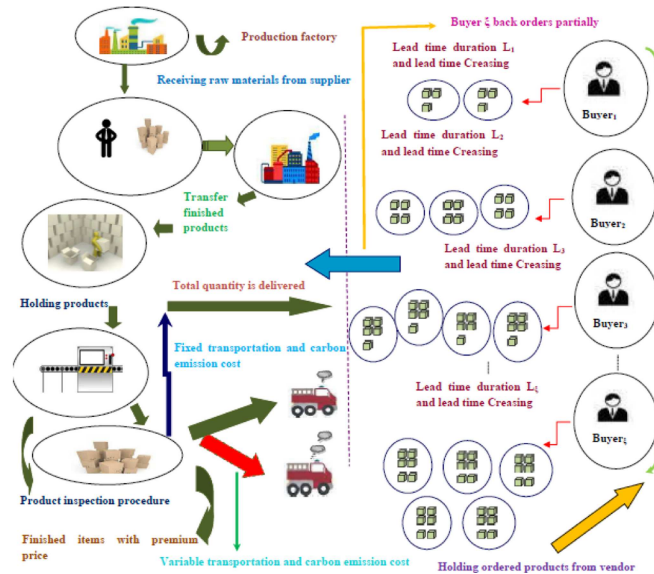 Buyer ξ back orders partially
Production factory
Receiving raw materials from supplier
Lead time duration L₁
and lead time Creasing
Buyer₁
Lead time duration L₂
and lead time Creasing
Transfer
finished
products
Buyer₂
Lead time duration L₃
and lead time Creasing
Total quantity is delivered
Holding products
Buyer₃
Fixed transportation and carbon
emission cost
Lead time duration Lξ
and lead time Creasing
Buyerξ
Product inspection procedure
Finished items with premium
price
Variable transportation and carbon emission cost
Holding ordered products from vendor